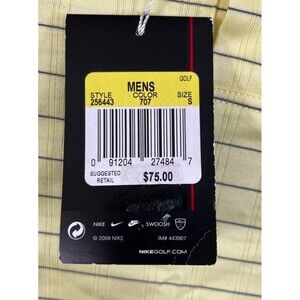 GOLF
MENS
STYLE COLOR SIZE
256443 707 S
0 91204 27484 7
SUGGESTED
RETAIL $75.00
NIKE SWOOSH
© 2009 NIKE IM# 443907
NIKEGOLF.COM